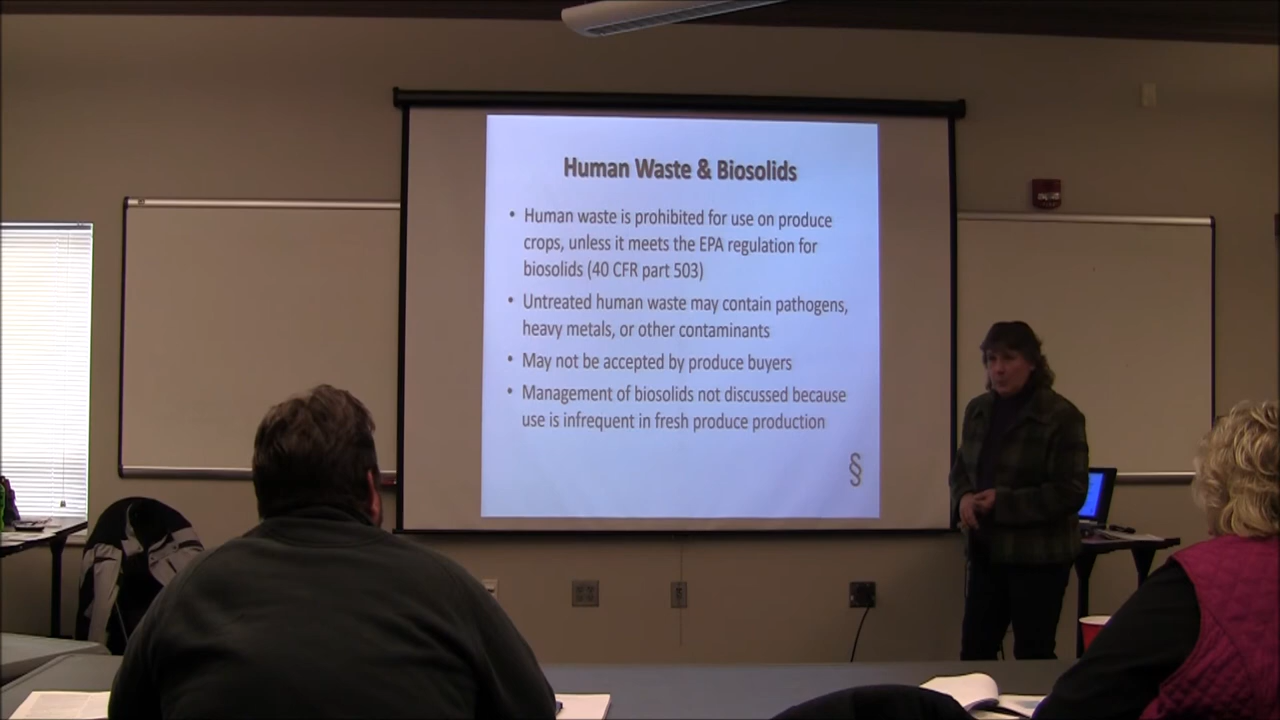 Human Waste & Biosolids
• Human waste is prohibited for use on produce
crops, unless it meets the EPA regulation for
biosolids (40 CFR part 503)
• Untreated human waste may contain pathogens,
heavy metals, or other contaminants
• May not be accepted by produce buyers
• Management of biosolids not discussed because
use is infrequent in fresh produce production
§